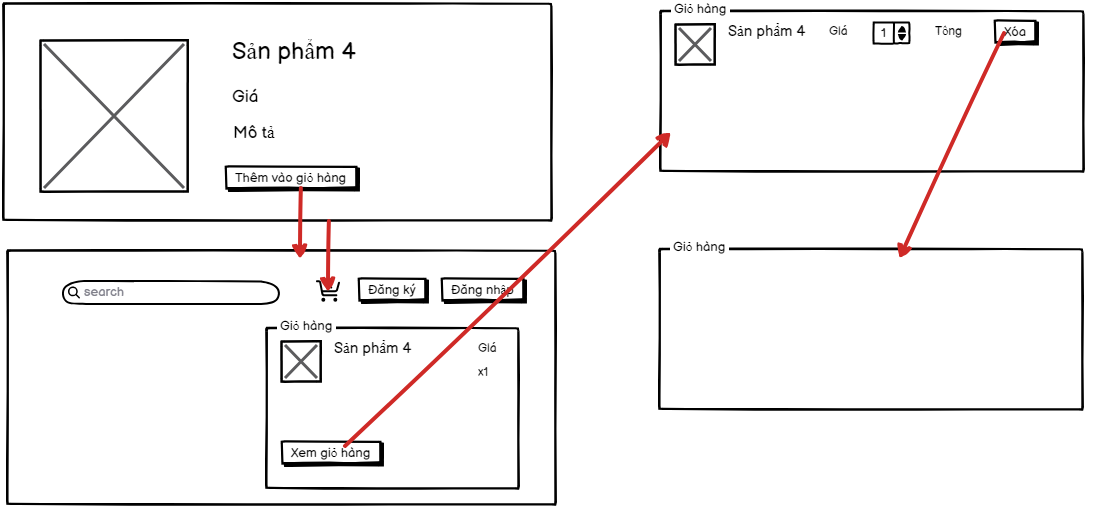 Sản phẩm 4
Giá
Mô tả
Thêm vào giỏ hàng
search
Đăng ký
Đăng nhập
Giỏ hàng
Sản phẩm 4
Giá
x1
Xem giỏ hàng
Giỏ hàng
Sản phẩm 4
Giá
1
Tổng
Xóa
Giỏ hàng